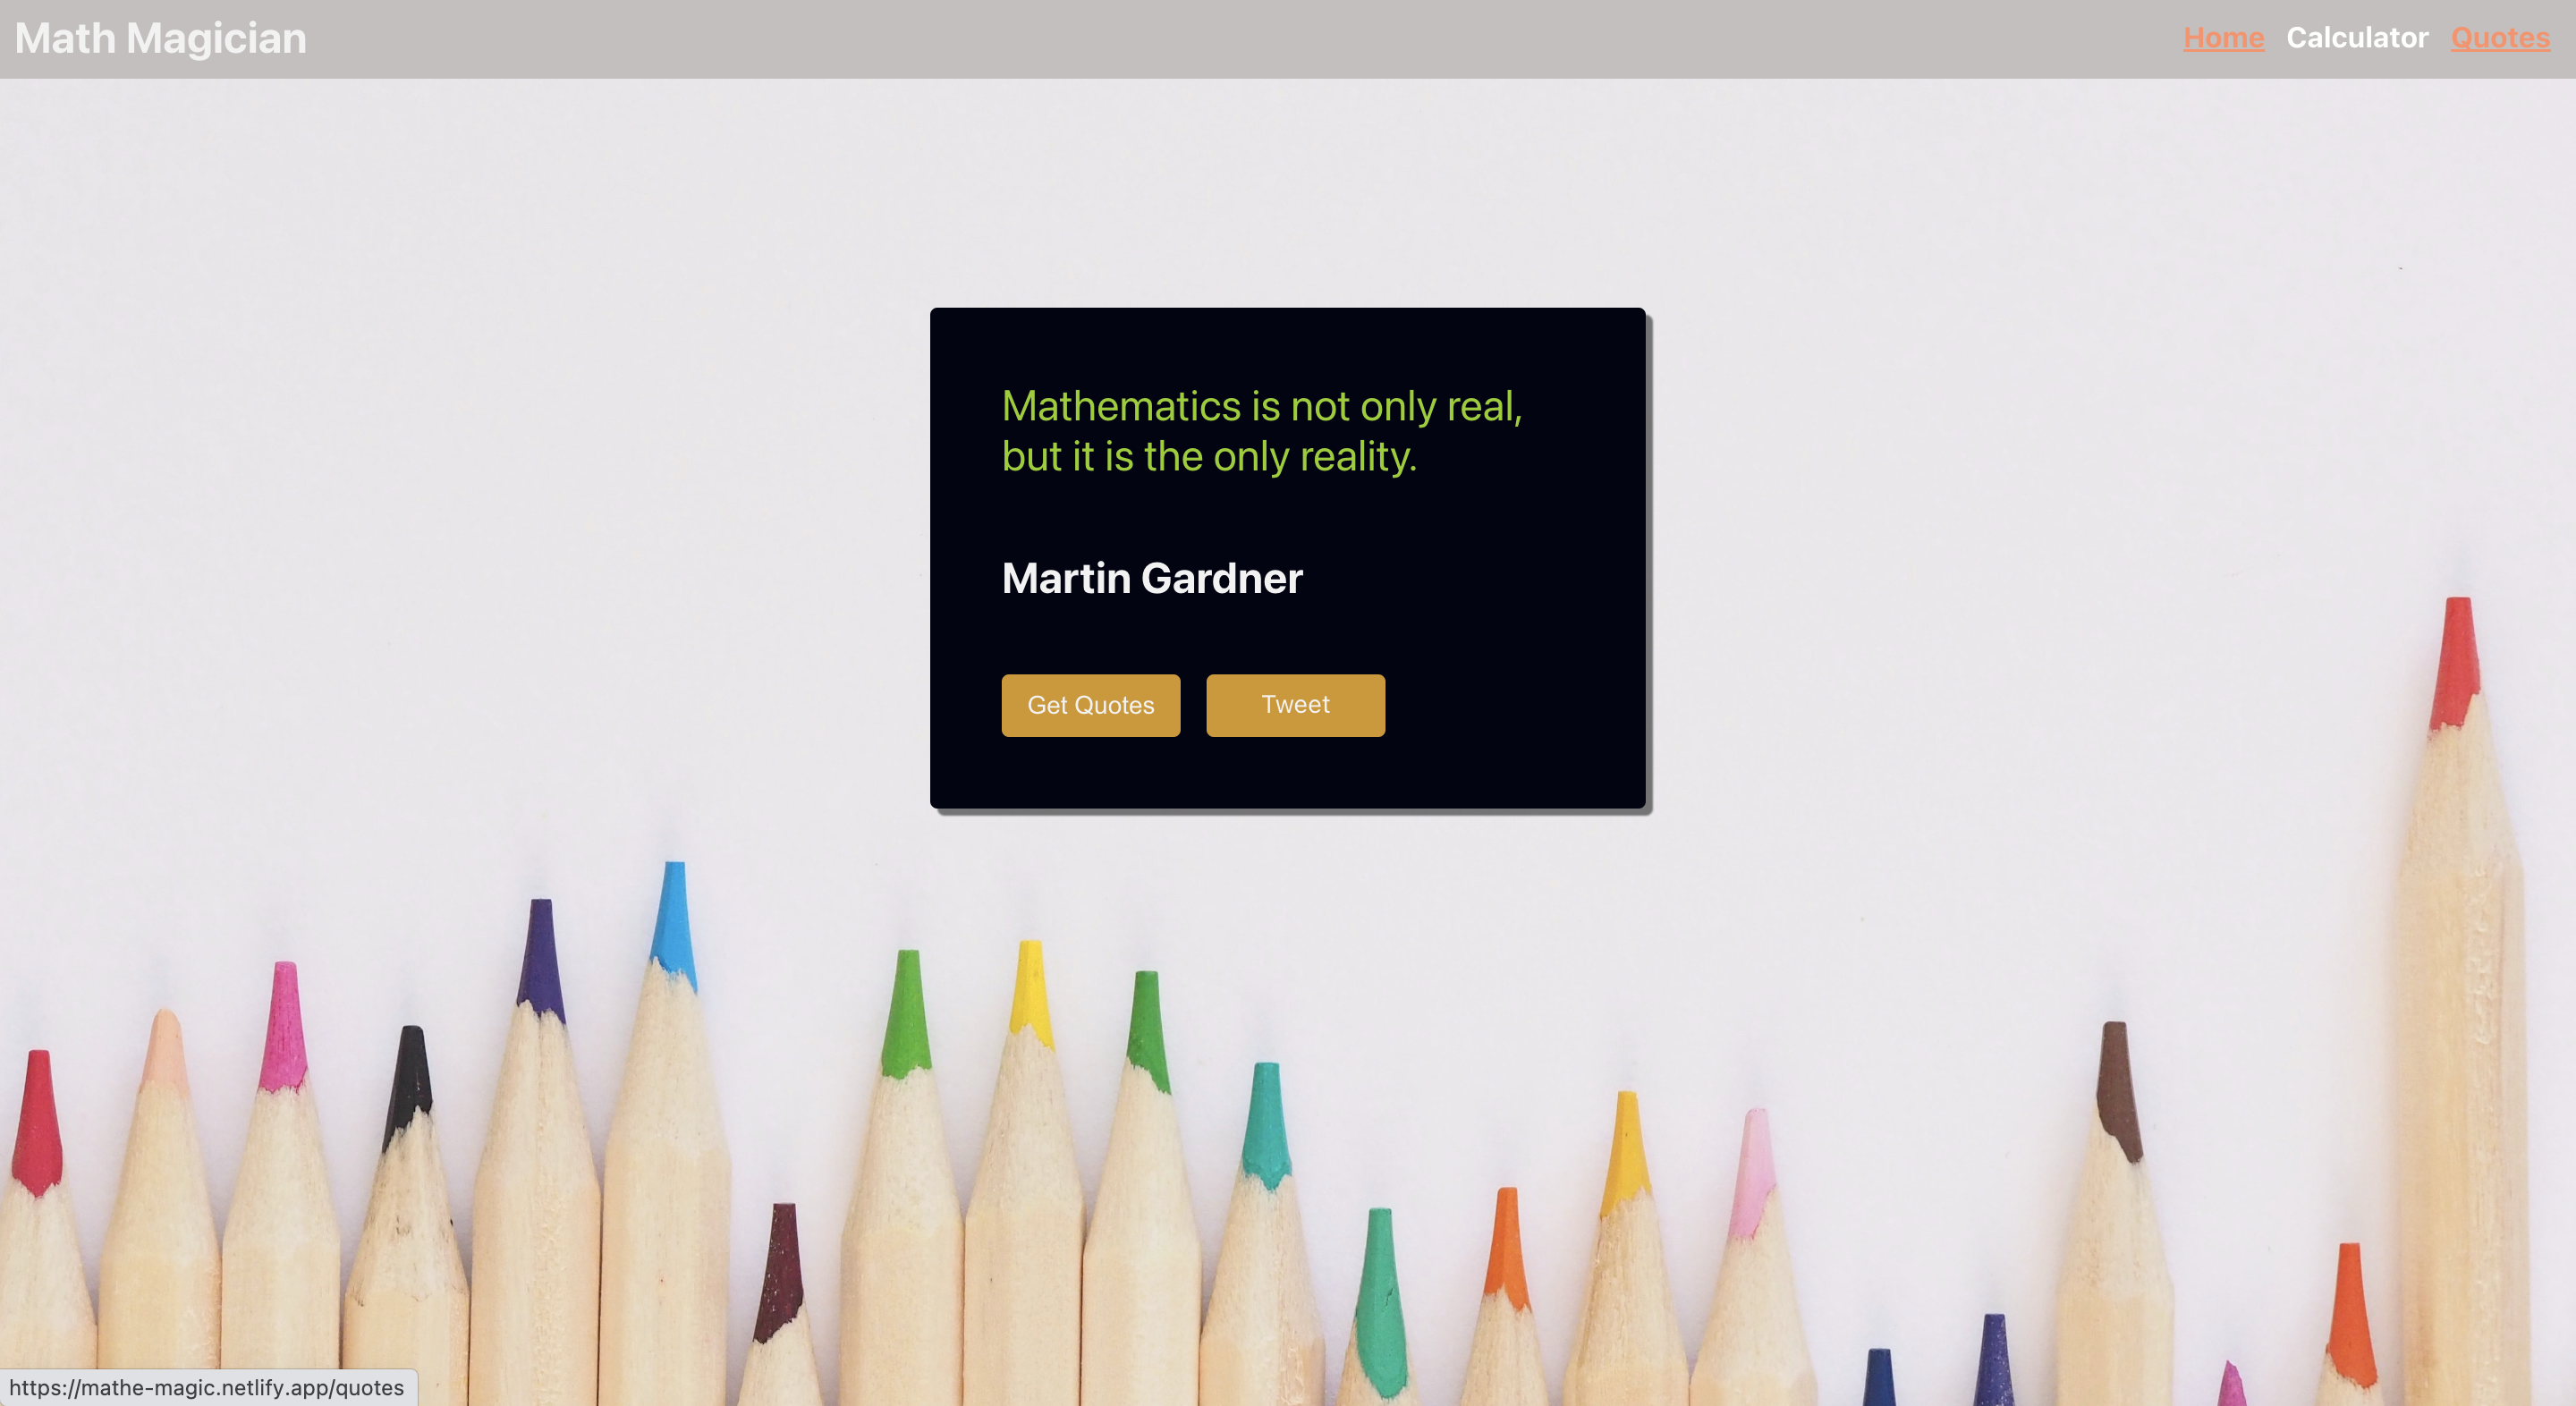 Math Magician
Home Calculator Quotes
Mathematics is not only real,
but it is the only reality.
Martin Gardner
Get Quotes Tweet
https://mathe-magic.netlify.app/quotes